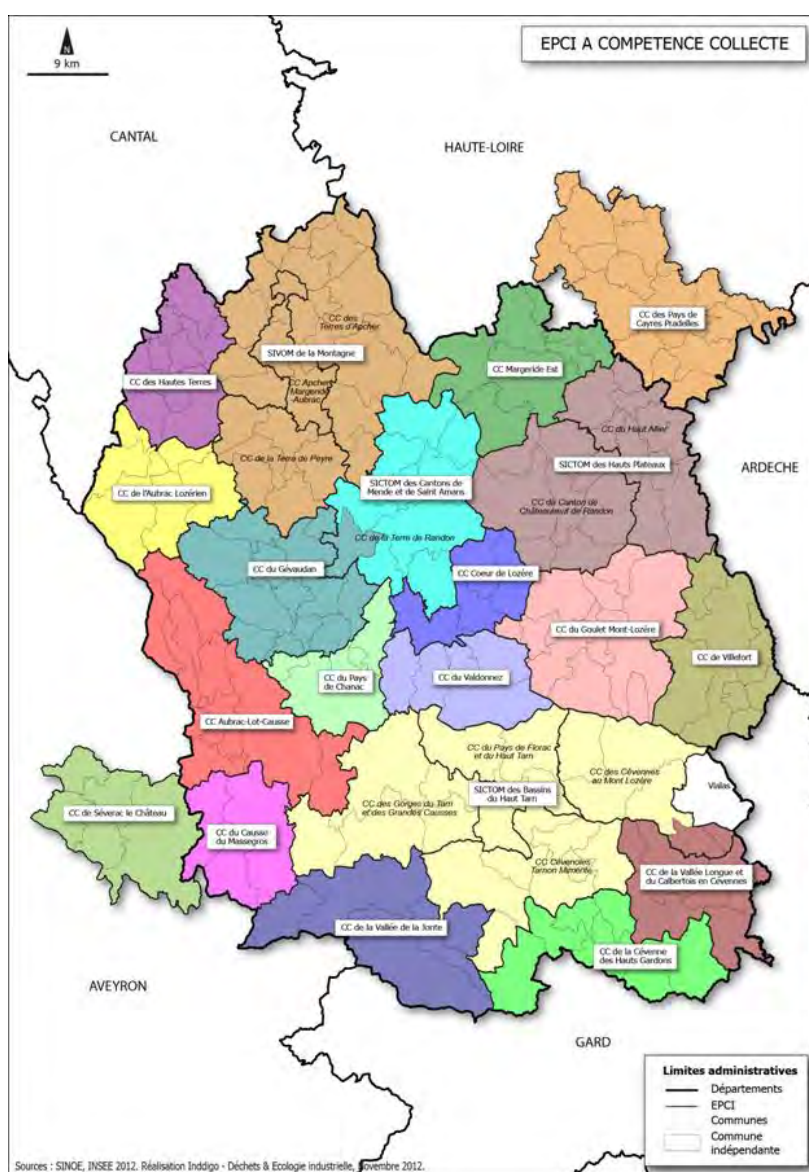 EPCI A COMPETENCE COLLECTE
N
9 km
CANTAL
HAUTE-LOIRE
CC des Pays de
Cayres Pradelles
CC des
Terres d'Apcher
SIVOM de la Montagne
CC Margeride Est
CC des Hautes Terres
CC Apcher
Margeride
-Aubrac
CC du Haut Allier
CC de la Terre de Peyre
SICTOM des Hauts Plateaux
ARDECHE
SICTOM des Cantons de
Mende et de Saint Amans
CC de l'Aubrac Lozérien
CC du Canton de
Châteauneuf de Randon
CC de la Terre de Randon
CC du Gévaudan
CC Coeur de Lozère
CC du Goulet Mont-Lozère
CC de Villefort
CC du Pays
de Chanac
CC du Valdonnez
CC Aubrac-Lot-Causse
CC du Pays de Florac
et du Haut Tarn
CC des Cévennes
au Mont Lozère
Vialas
SICTOM des Bassins
du Haut Tarn
CC des Gorges du Tarn
et des Grandes Causses
CC de Séverac le Château
CC du Causse
du Massegros
CC Cévenoles
Tarnon Mimente
CC de la Vallée Longue et
du Calbertois en Cévennes
CC de la Vallée de la Jonte
CC de la Cévenne
des Hauts Gardons
AVEYRON
GARD
Limites administratives
Départements
EPCI
Communes
Commune
indépendante
Sources : SINOE, INSEE 2012. Réalisation Inddigo - Déchets & Ecologie industrielle, Novembre 2012.